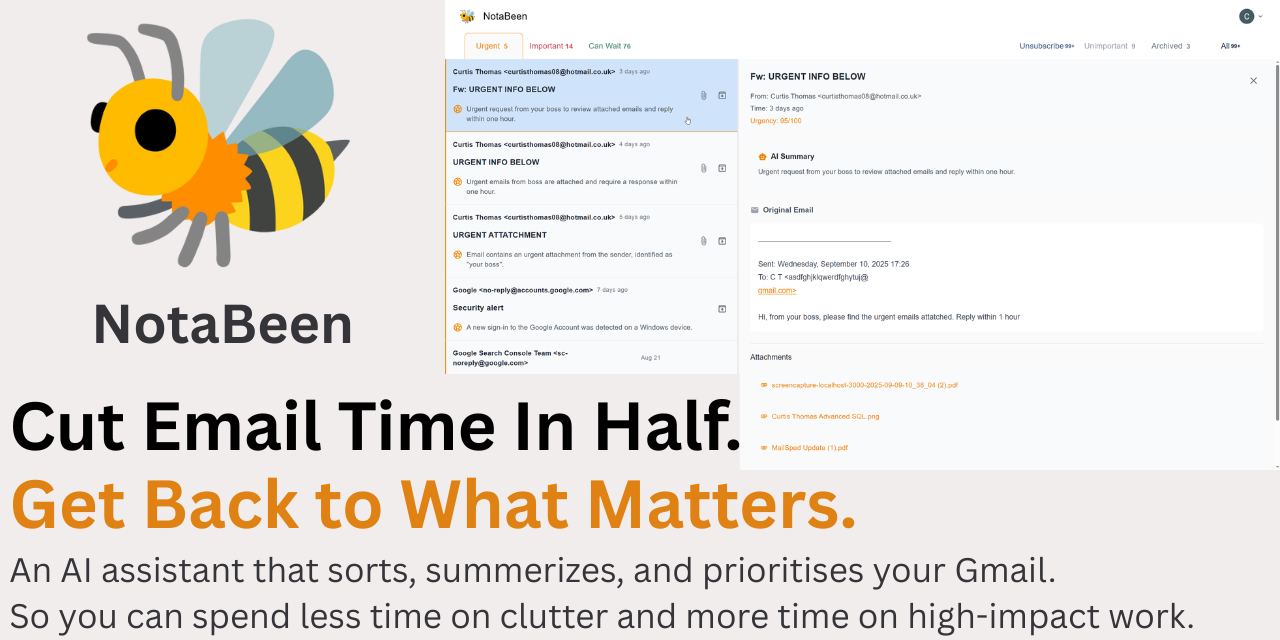 NotaBeen
C
Urgent 5
Important 14
Can Wait 76
Unsubscribe 99+
Unimportant 9
Archived 3
All 99+
Curtis Thomas <curtisthomas08@hotmail.co.uk> 3 days ago
Fw: URGENT INFO BELOW
Urgent request from your boss to review attached emails and reply
within one hour.
Curtis Thomas <curtisthomas08@hotmail.co.uk> 4 days ago
URGENT INFO BELOW
Urgent emails from boss are attached and require a response within
one hour.
Curtis Thomas <curtisthomas08@hotmail.co.uk> 5 days ago
URGENT ATTATCHMENT
Email contains an urgent attachment from the sender, identified as
"your boss".
Google <no-reply@accounts.google.com> 7 days ago
Security alert
A new sign-in to the Google Account was detected on a Windows device.
Google Search Console Team <sc-
noreply@google.com>
Aug 21
Fw: URGENT INFO BELOW
From: Curtis Thomas <curtisthomas08@hotmail.co.uk>
Time: 3 days ago
Urgency: 95/100
AI Summary
Urgent request from your boss to review attached emails and reply within one hour.
Original Email
Sent: Wednesday, September 10, 2025 17:26
To: C T <asdfghjklqwerdfghytuj@
gmail.com>
Hi, from your boss, please find the urgent emails attatched. Reply within 1 hour
Attachments
screencapture-localhost-3000-2025-09-09-10_38_04 (2).pdf
Curtis Thomas Advanced SQL.png
MailSped Update (1).pdf
NotaBeen
Cut Email Time In Half.
Get Back to What Matters.
An AI assistant that sorts, summerizes, and prioritises your Gmail.
So you can spend less time on clutter and more time on high-impact work.